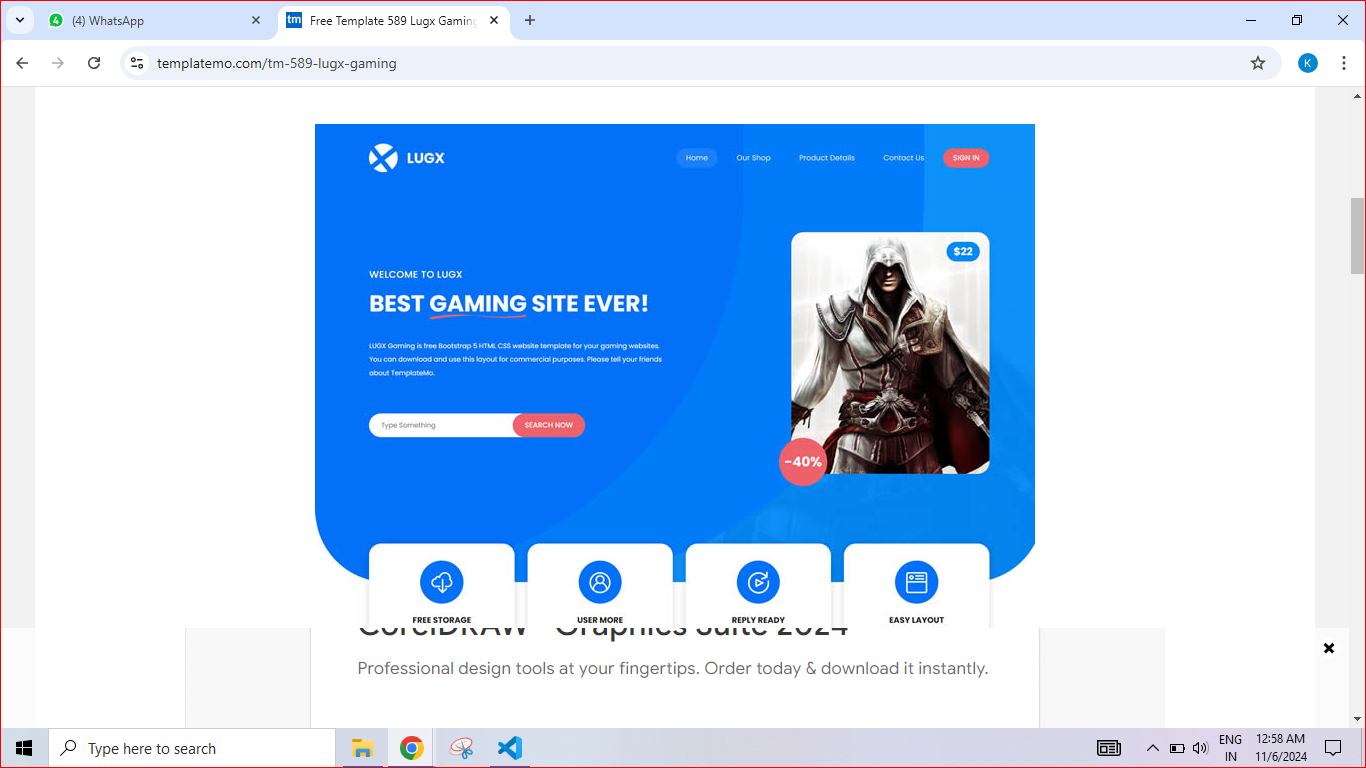 (4) WhatsApp
tm
Free Template 589 Lugx Gaming
templatemo.com/tm-589-lugx-gaming
K
LUGX
Home
Our Shop
Product Details
Contact Us
SIGN IN
$22
WELCOME TO LUGX
BEST GAMING SITE EVER!
LUGX Gaming is free Bootstrap 5 HTML CSS website template for your gaming websites.
You can download and use this layout for commercial purposes. Please tell your friends
about TemplateMo.
Type Something
SEARCH NOW
-40%
FREE STORAGE
USER MORE
REPLY READY
EASY LAYOUT
CorelDRAW Graphics Suite 2024
Professional design tools at your fingertips. Order today & download it instantly.
Type here to search
ENG
IN
12:58 AM
11/6/2024